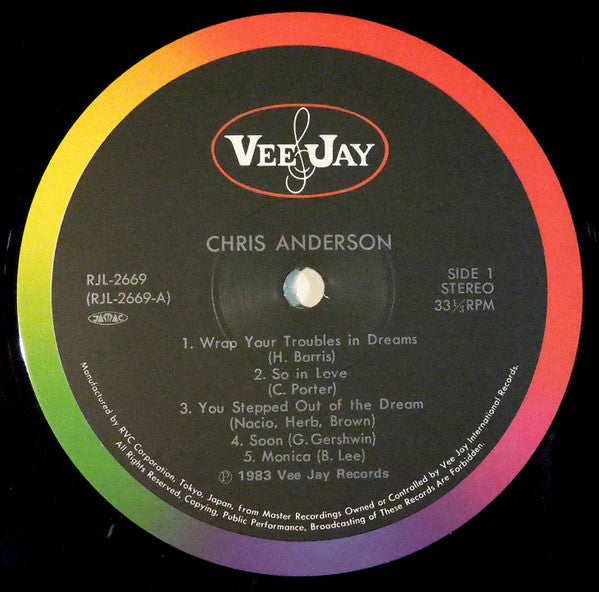 VEE JAY
CHRIS ANDERSON
RJL-2669
(RJL-2669-A)
JASRAC
SIDE 1
STEREO
33⅓RPM
1. Wrap Your Troubles in Dreams
(H. Barris)
2. So in Love
(C. Porter)
3. You Stepped Out of the Dream
(Nacio, Herb, Brown)
4. Soon (G. Gershwin)
5. Monica (B. Lee)
℗ 1983 Vee Jay Records
Manufactured by RVC Corporation, Tokyo, Japan, from Master Recordings Owned or Controlled by Vee Jay International Records.
All Rights Reserved, Copying, Public Performance, Broadcasting of These Records Are Forbidden.